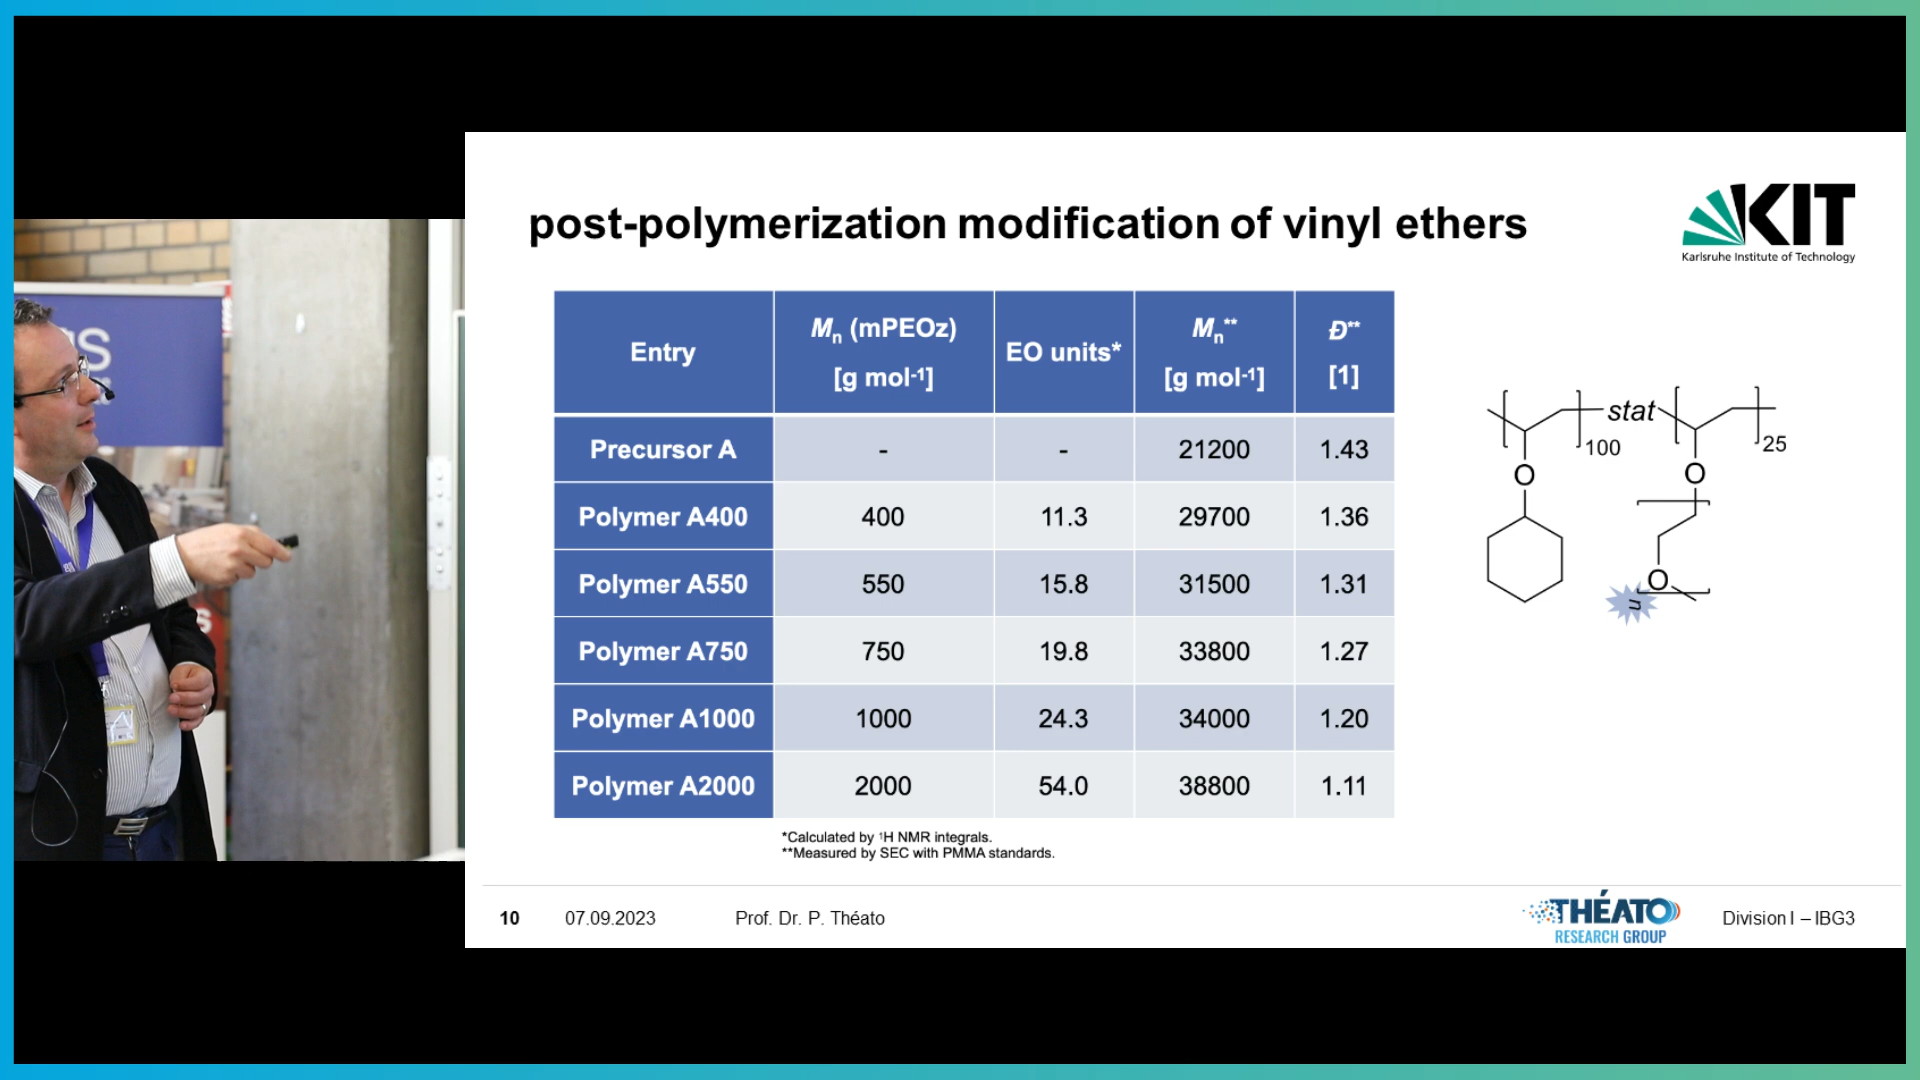 post-polymerization modification of vinyl ethers
KIT
Karlsruhe Institute of Technology
Entry Mn (mPEOz) [g mol-1] EO units* Mn** [g mol-1] Đ** [1]
Precursor A - - 21200 1.43
Polymer A400 400 11.3 29700 1.36
Polymer A550 550 15.8 31500 1.31
Polymer A750 750 19.8 33800 1.27
Polymer A1000 1000 24.3 34000 1.20
Polymer A2000 2000 54.0 38800 1.11
*Calculated by 1H NMR integrals.
**Measured by SEC with PMMA standards.
stat
100
25
O
O
O
n
10 07.09.2023 Prof. Dr. P. Théato
THÉATO
RESEARCH GROUP
Division I – IBG3